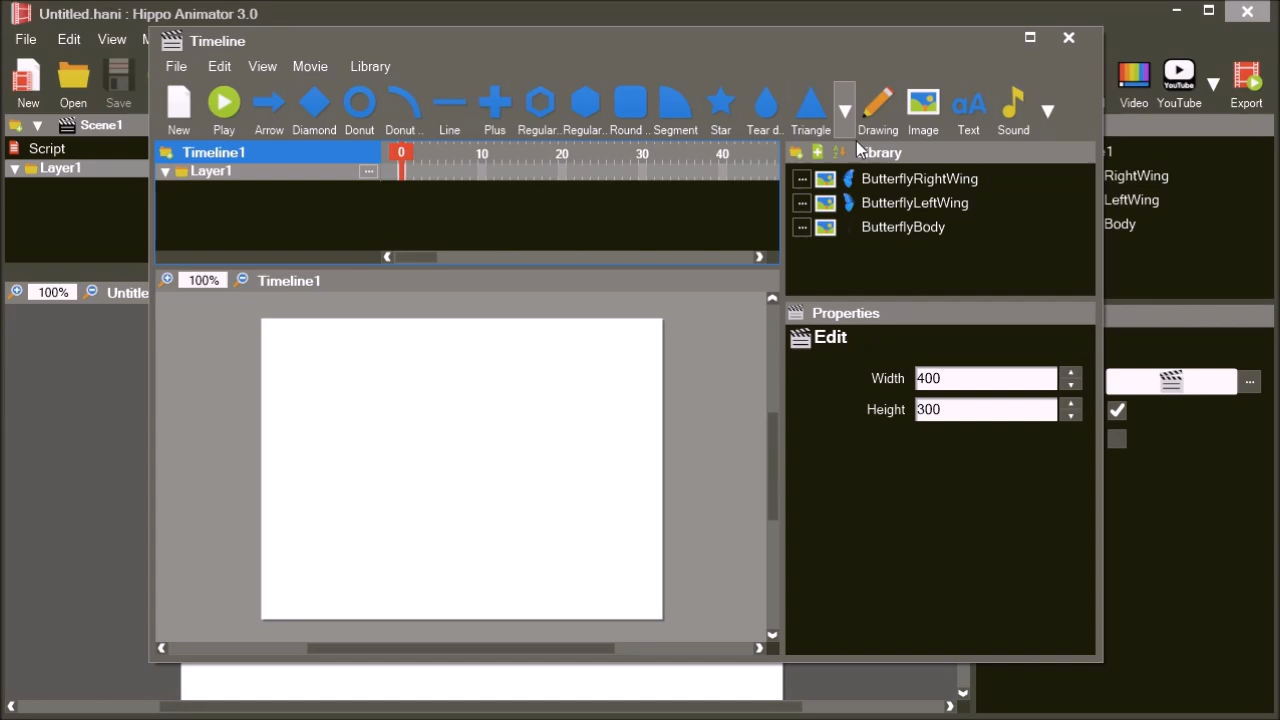 Untitled.hani : Hippo Animator 3.0
File Edit View
New Open Save
Video YouTube Export
Scene1
Script
Layer1
100%
Timeline
File Edit View Movie Library
New Play Arrow Diamond Donut Donut .. Line Plus Regular.. Regular.. Round .. Segment Star Tear d. Triangle Drawing Image Text Sound
Timeline1 0 10 20 30 40
Layer1
100% Timeline1
ButterflyRightWing
ButterflyLeftWing
ButterflyBody
Properties
Edit
Width 400
Height 300
RightWing
LeftWing
Body